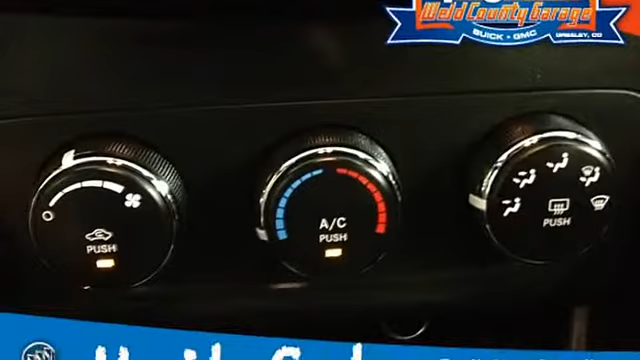 Weld County Garage
BUICK • GMC
GREELEY, CO
PUSH
A/C
PUSH
PUSH